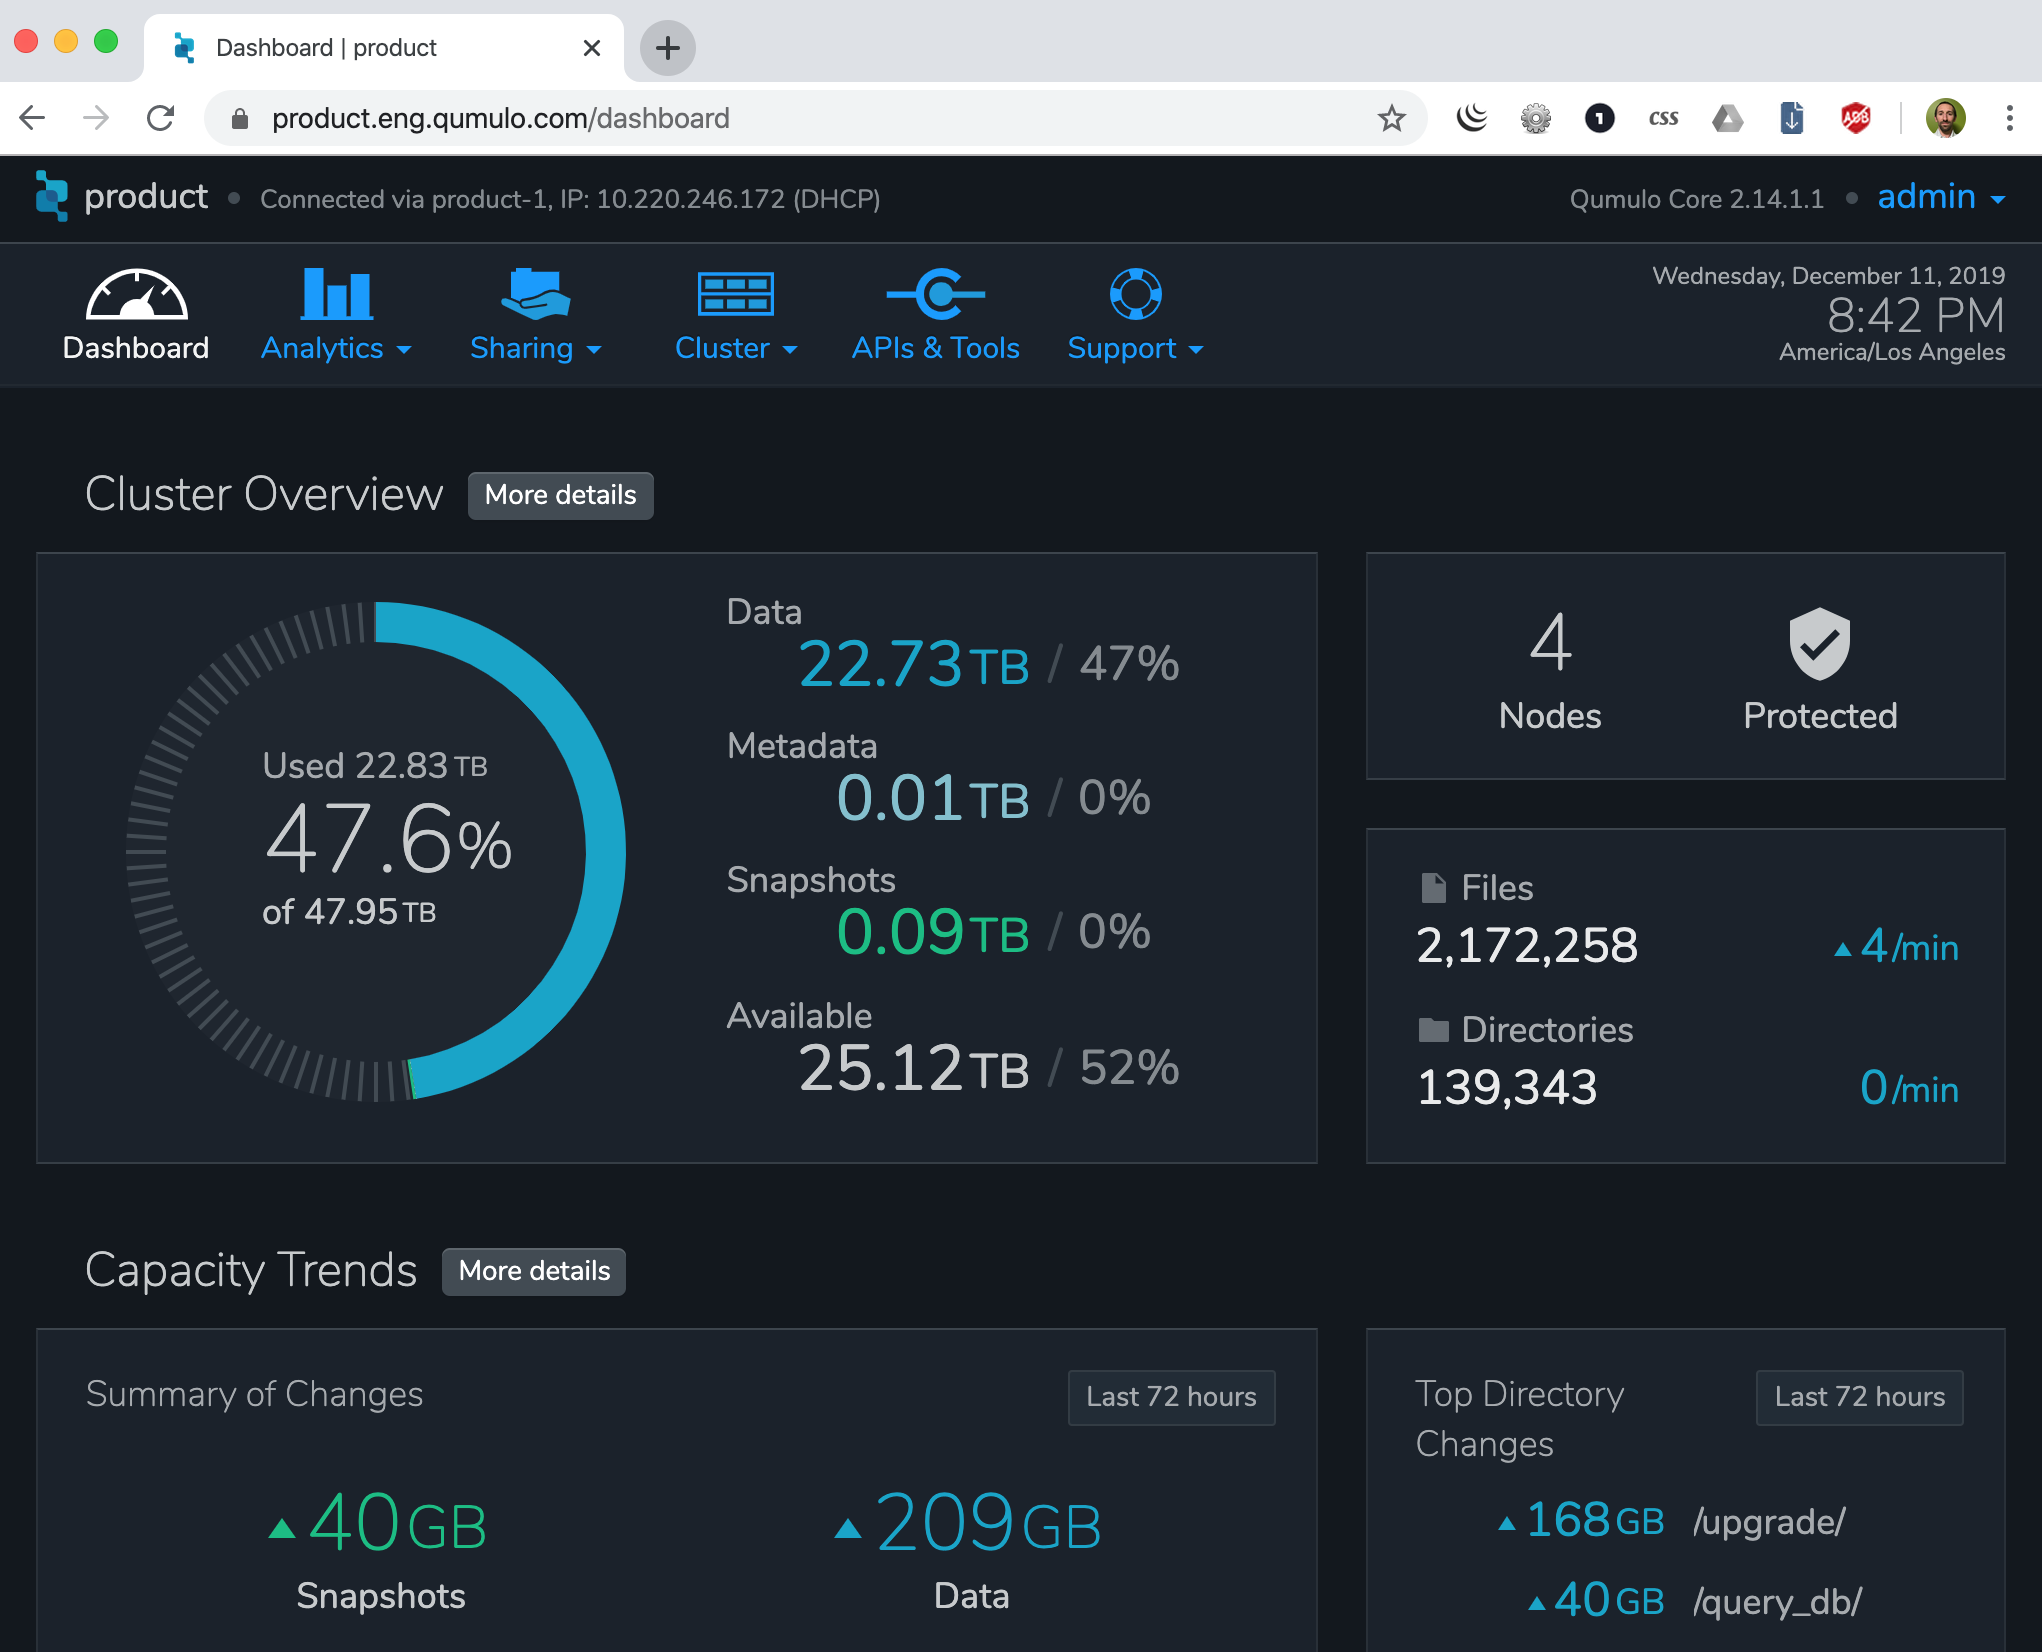 Dashboard | product
product.eng.qumulo.com/dashboard
1
css
ABP
product • Connected via product-1, IP: 10.220.246.172 (DHCP)
Qumulo Core 2.14.1.1 • admin
Dashboard
Analytics
Sharing
Cluster
APIs & Tools
Support
Wednesday, December 11, 2019
8:42 PM
America/Los Angeles
Cluster Overview
More details
Used 22.83 TB
47.6%
of 47.95 TB
Data
22.73 TB / 47%
Metadata
0.01 TB / 0%
Snapshots
0.09 TB / 0%
Available
25.12 TB / 52%
4
Nodes
Protected
Files
2,172,258
4/min
Directories
139,343
0/min
Capacity Trends
More details
Summary of Changes
Last 72 hours
40 GB
Snapshots
209 GB
Data
Top Directory
Changes
Last 72 hours
168 GB /upgrade/
40 GB /query_db/